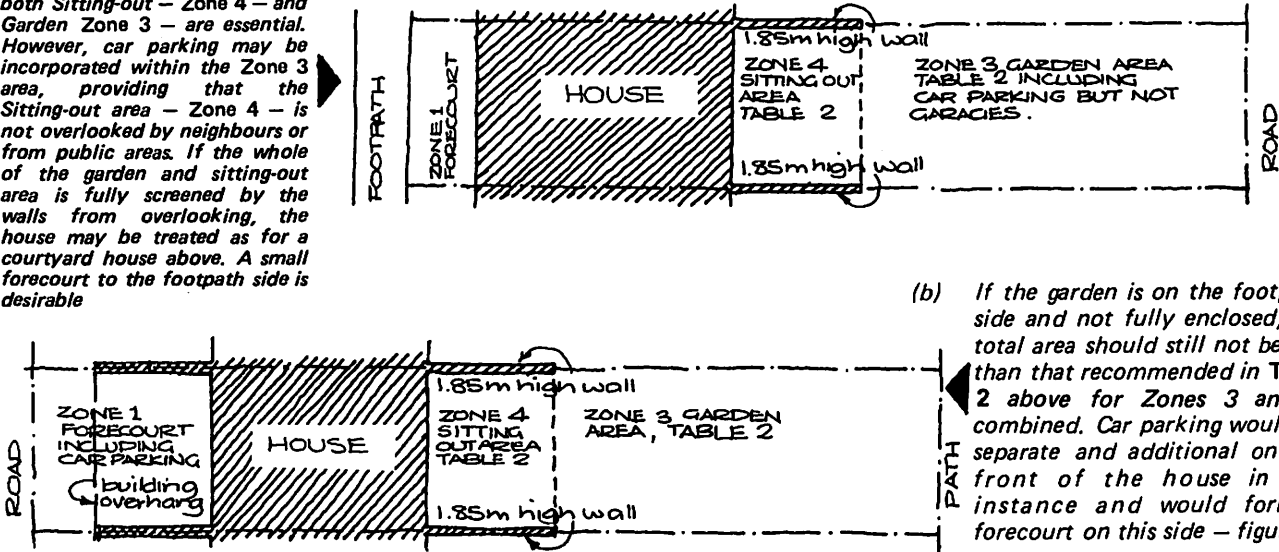 both Sitting-out — Zone 4 — and
Garden Zone 3 — are essential.
However, car parking may be
incorporated within the Zone 3
area, providing that the
Sitting-out area — Zone 4 — is
not overlooked by neighbours or
from public areas. If the whole
of the garden and sitting-out
area is fully screened by the
walls from overlooking, the
house may be treated as for a
courtyard house above. A small
forecourt to the footpath side is
desirable
FOOTPATH
ZONE 1
FORECOURT
HOUSE
1.85m high wall
ZONE 4
SITTING OUT
AREA
TABLE 2
1.85m high wall
ZONE 3 GARDEN AREA
TABLE 2 INCLUDING
CAR PARKING BUT NOT
GARAGES.
ROAD
ROAD
ZONE 1
FORECOURT
INCLUDING
CAR PARKING
building
overhang
HOUSE
1.85m high wall
ZONE 4
SITTING
OUT AREA
TABLE 2
1.85m high wall
ZONE 3 GARDEN
AREA, TABLE 2
PATH
(b) If the garden is on the foot
side and not fully enclosed,
total area should still not be
than that recommended in
2 above for Zones 3
combined. Car parking
separate and additional on
front of the house in
instance and would
forecourt on this side —